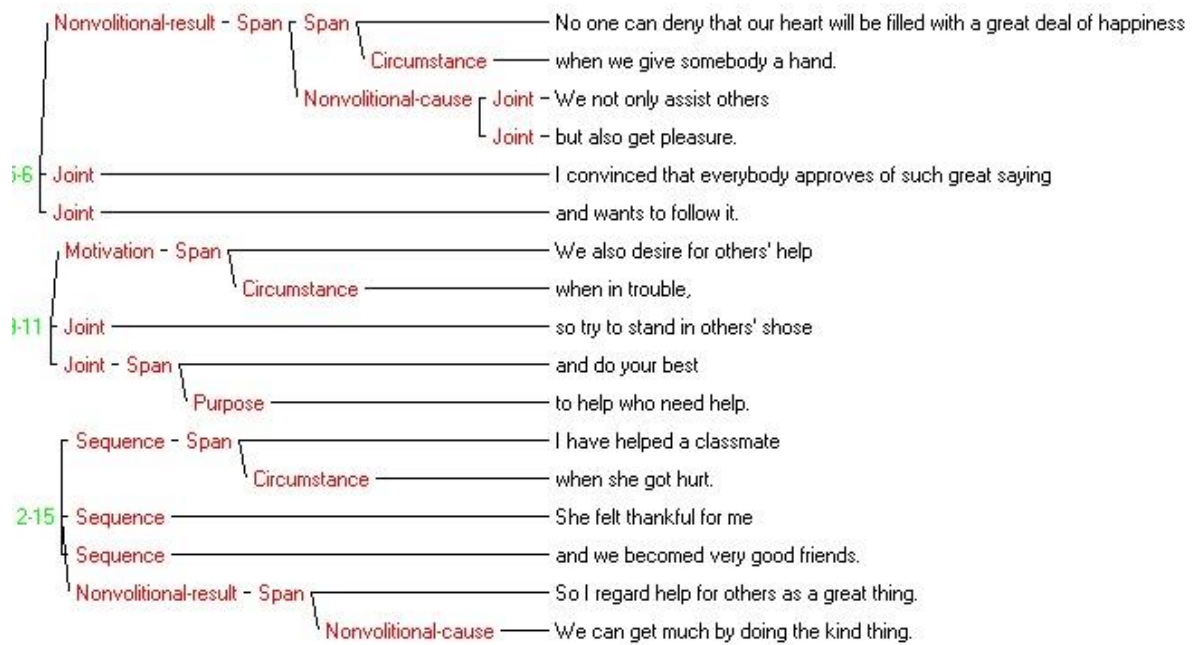 Nonvolitional-result - Span Span No one can deny that our heart will be filled with a great deal of happiness
Circumstance when we give somebody a hand.
Nonvolitional-cause Joint - We not only assist others
Joint - but also get pleasure.
5-6 Joint I convinced that everybody approves of such great saying
Joint and wants to follow it.
Motivation - Span We also desire for others' help
Circumstance when in trouble,
-11 Joint so try to stand in others' shose
Joint - Span and do your best
Purpose to help who need help.
Sequence - Span I have helped a classmate
Circumstance when she got hurt.
2-15 Sequence She felt thankful for me
Sequence and we becomed very good friends.
Nonvolitional-result - Span So I regard help for others as a great thing.
Nonvolitional-cause We can get much by doing the kind thing.